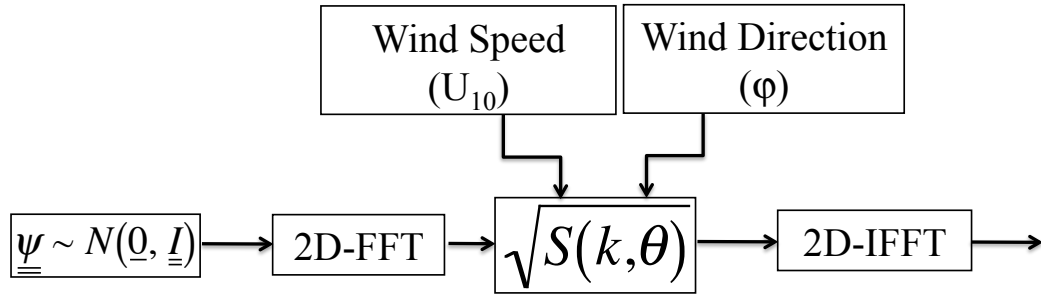 Wind Speed
(U₁₀)
Wind Direction
(φ)
ψ ~ N(0, I)
2D-FFT
√S(k,θ)
2D-IFFT